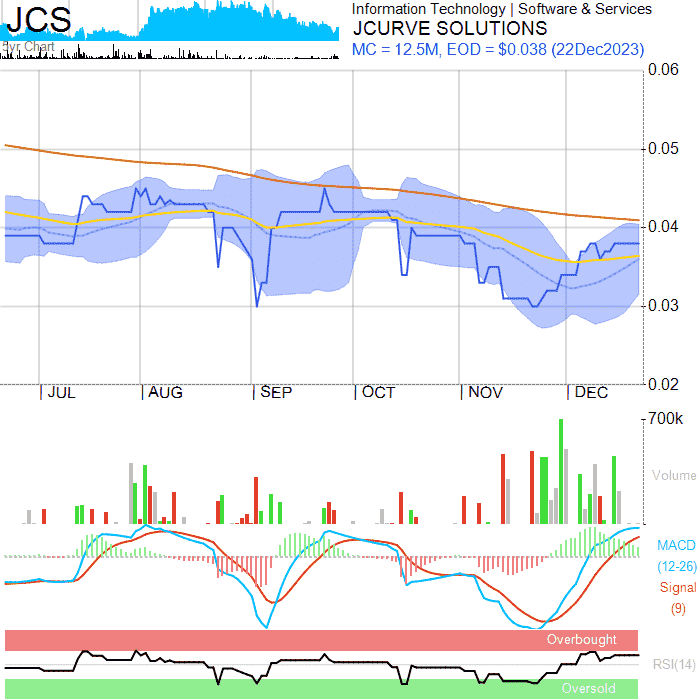 JCS
5yr Chart
Information Technology | Software & Services
JCURVE SOLUTIONS
MC = 12.5M, EOD = $0.038 (22Dec2023)
0.06
0.05
0.04
0.03
0.02
JUL AUG SEP OCT NOV DEC
700k
Volume
MACD
(12-26)
Signal
(9)
Overbought
RSI(14)
Oversold